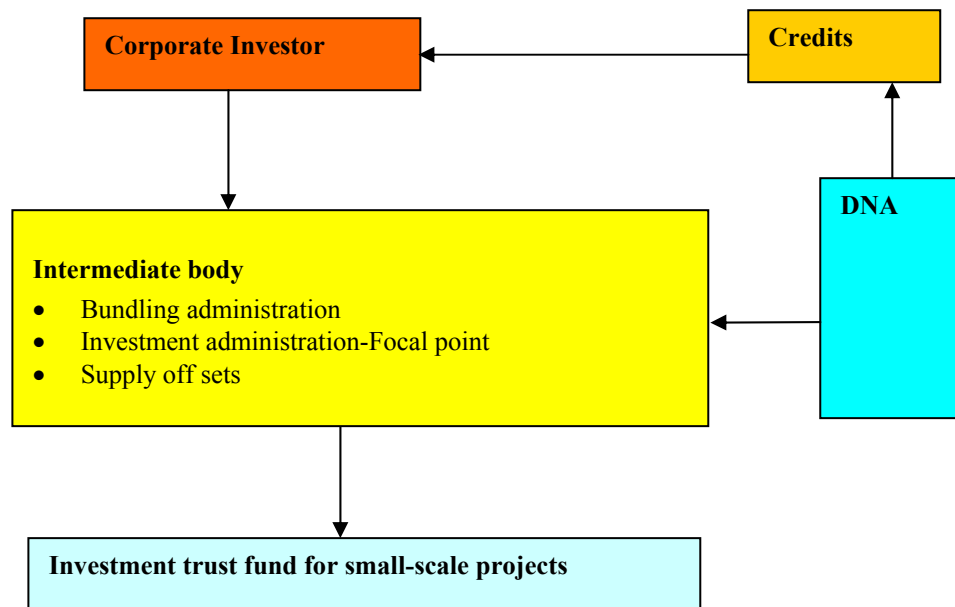 Corporate Investor
Credits
DNA
Intermediate body
• Bundling administration
• Investment administration-Focal point
• Supply off sets
Investment trust fund for small-scale projects